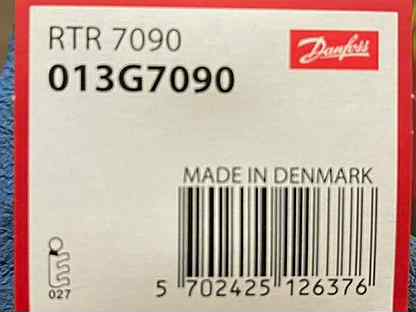 RTR 7090
Danfoss
013G7090
MADE IN DENMARK
027
5 702425 126376